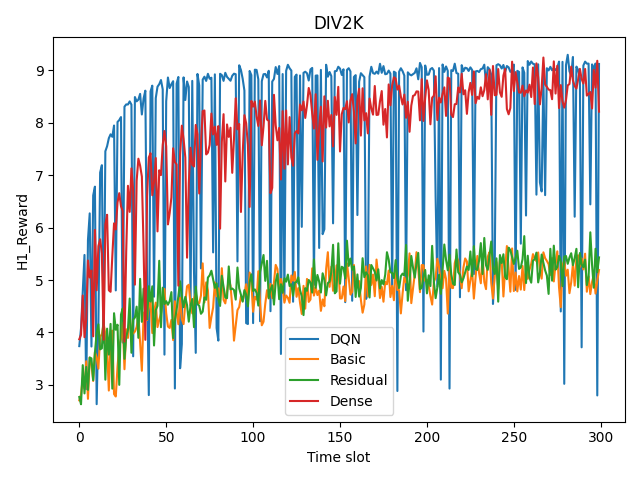 DIV2K
H1_Reward
9
8
7
6
5
4
3
DQN
Basic
Residual
Dense
0 50 100 150 200 250 300
Time slot